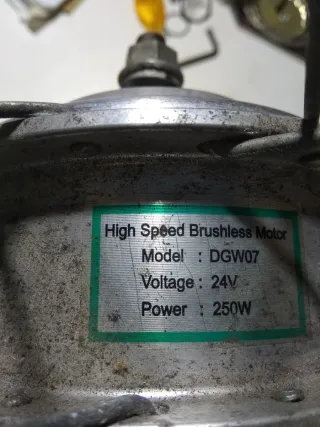 High Speed Brushless Motor
Model : DGW07
Voltage : 24V
Power : 250W